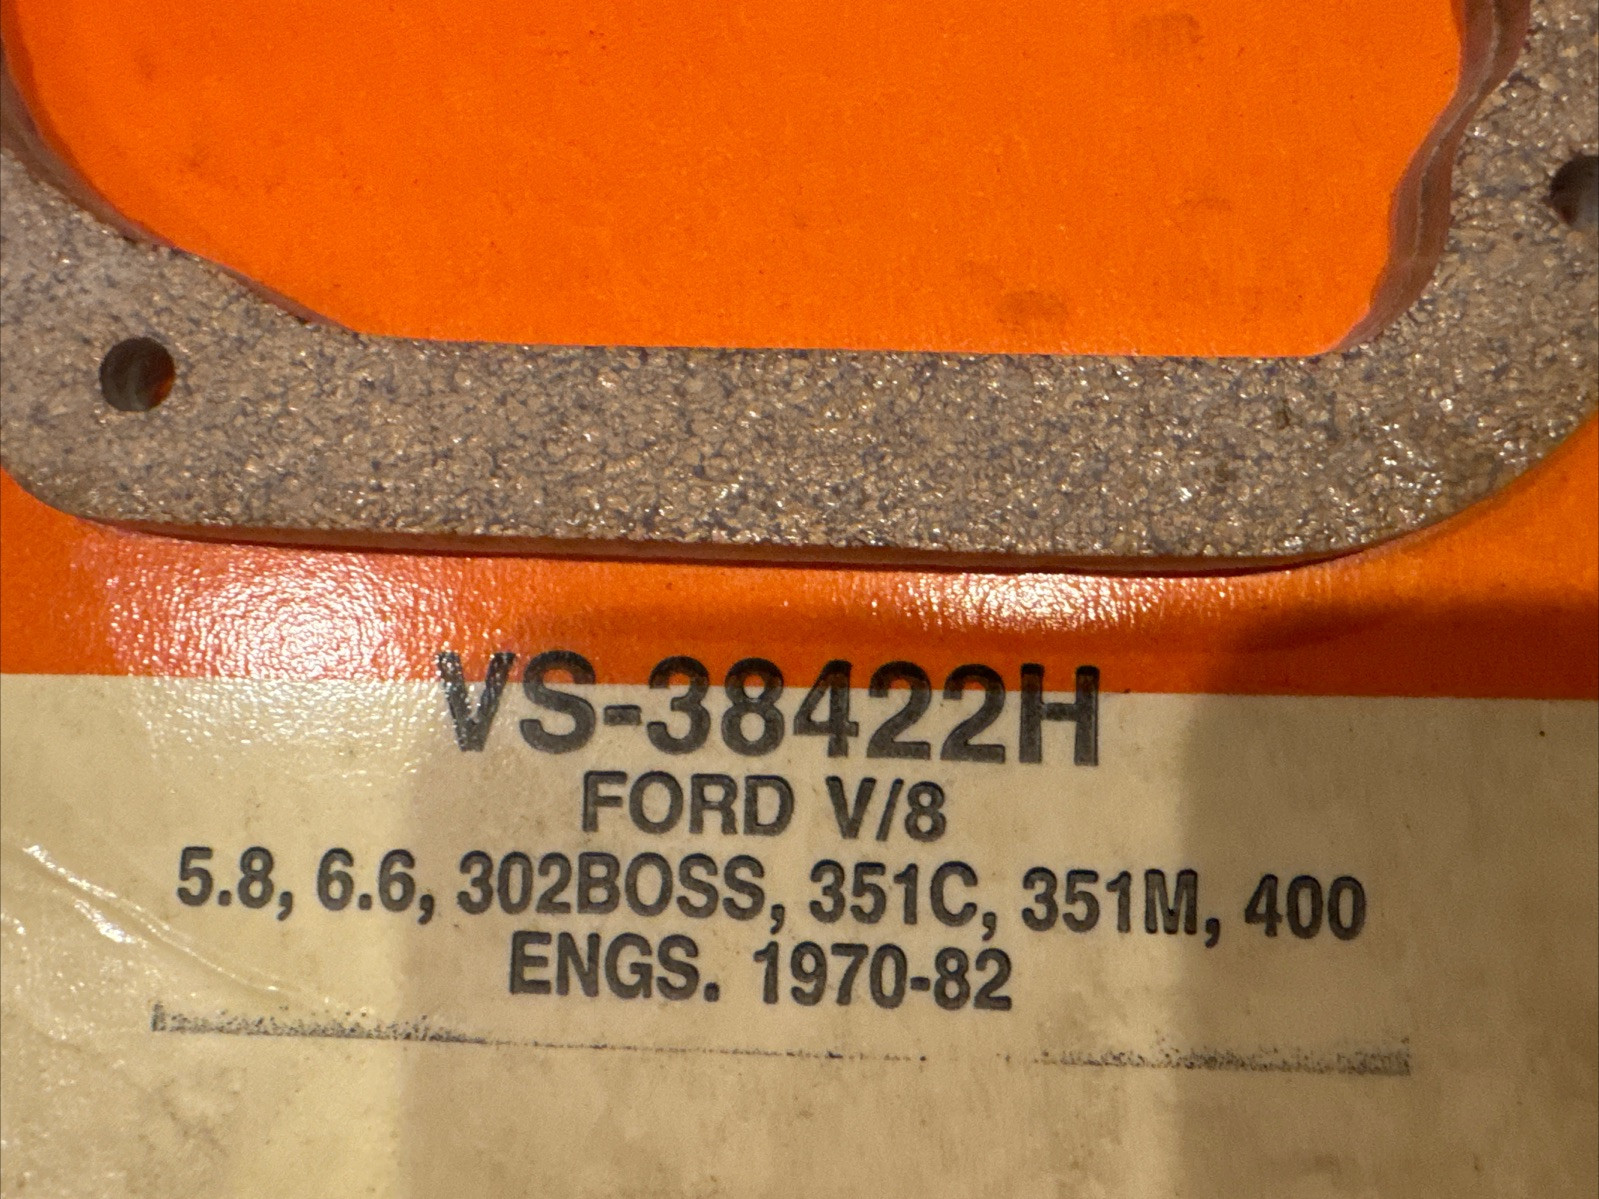 VS-38422H
FORD V/8
5.8, 6.6, 302BOSS, 351C, 351M, 400
ENGS. 1970-82